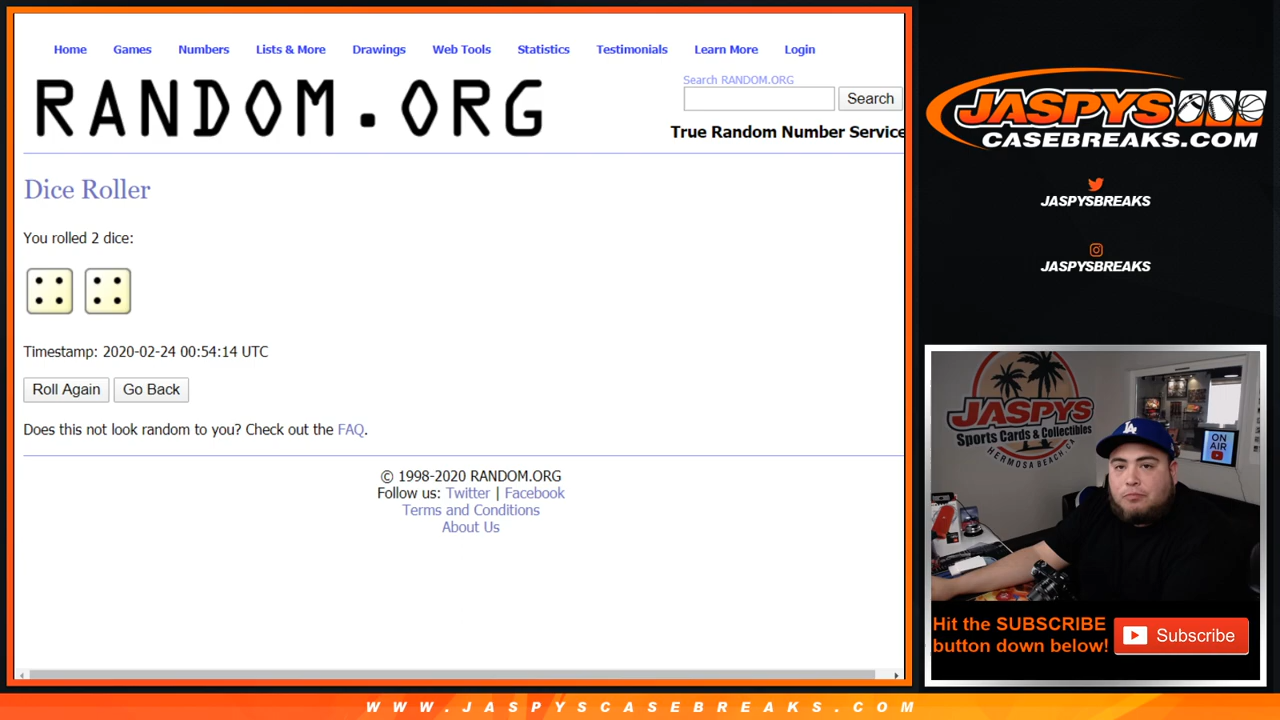 Home Games Numbers Lists & More Drawings Web Tools Statistics Testimonials Learn More Login
RANDOM.ORG
Search RANDOM.ORG
Search
True Random Number Service
Dice Roller
You rolled 2 dice:
Timestamp: 2020-02-24 00:54:14 UTC
Roll Again Go Back
Does this not look random to you? Check out the FAQ.
© 1998-2020 RANDOM.ORG
Follow us: Twitter | Facebook
Terms and Conditions
About Us
JASPYS
CASEBREAKS.COM
JASPYSBREAKS
JASPYSBREAKS
JASPYS
Sports Cards & Collectibles
HERMOSA BEACH, CA
ON
AIR
LA
Hit the SUBSCRIBE
button down below!
Subscribe
WWW.JASPYSCASEBREAKS.COM